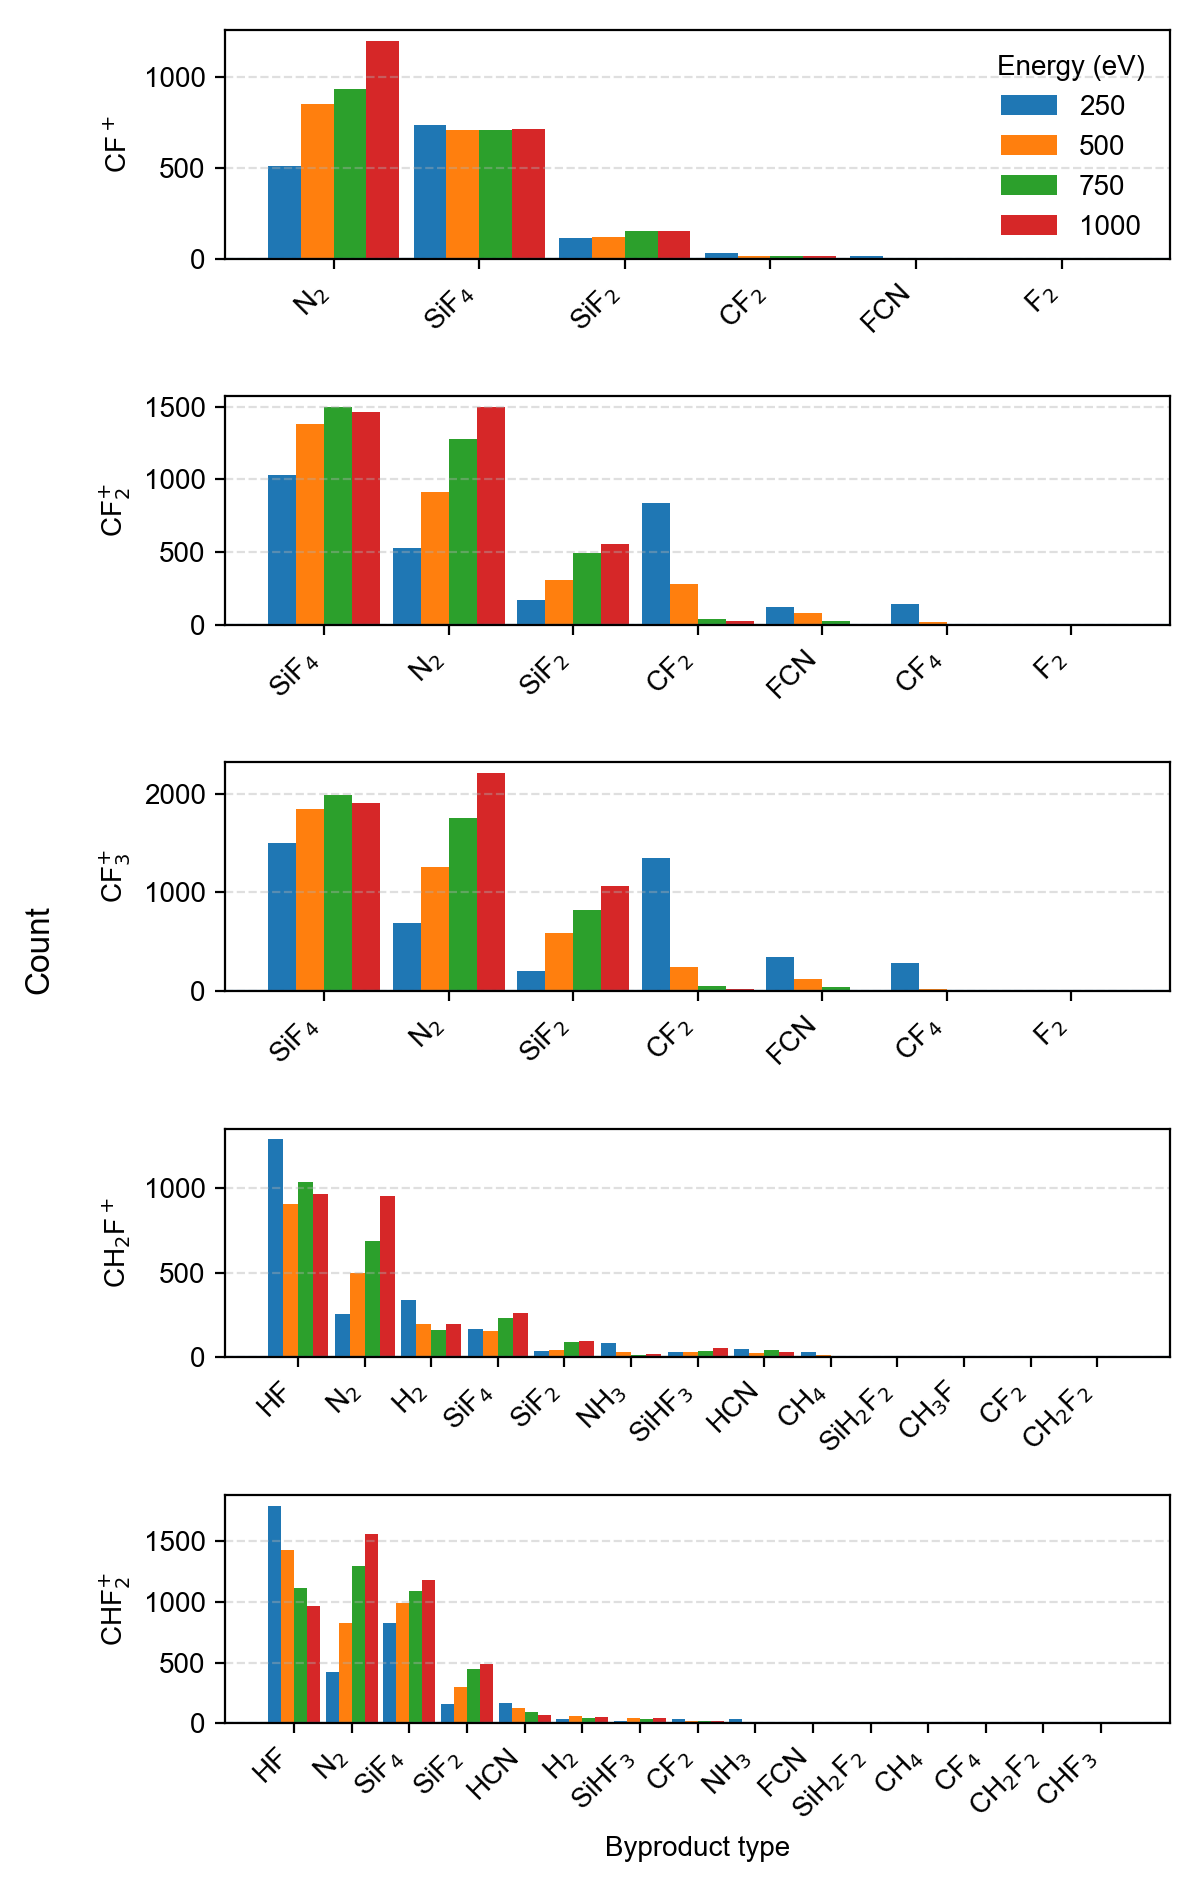 Count
CF⁺
1000
500
0
Energy (eV)
250
500
750
1000
N₂ SiF₄ SiF₂ CF₂ FCN F₂
CF₂⁺
1500
1000
500
0
SiF₄ N₂ SiF₂ CF₂ FCN CF₄ F₂
CF₃⁺
2000
1000
0
SiF₄ N₂ SiF₂ CF₂ FCN CF₄ F₂
CH₂F⁺
1000
500
0
HF N₂ H₂ SiF₄ SiF₂ NH₃ SiHF₃ HCN CH₄ SiH₂F₂ CH₃F CF₂ CH₂F₂
CHF₂⁺
1500
1000
500
0
HF N₂ SiF₄ SiF₂ HCN H₂ SiHF₃ CF₂ NH₃ FCN SiH₂F₂ CH₄ CF₄ CH₂F₂ CHF₃
Byproduct type